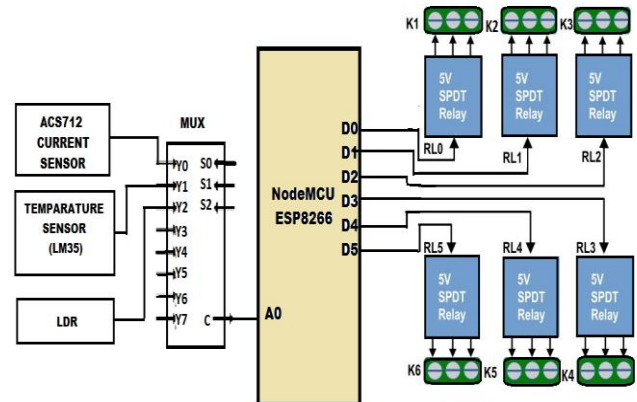 K1
K2
K3
5V
SPDT
Relay
5V
SPDT
Relay
5V
SPDT
Relay
RL0
RL1
RL2
ACS712
CURRENT
SENSOR
TEMPARATURE
SENSOR
(LM35)
LDR
MUX
Y0
Y1
Y2
Y3
Y4
Y5
Y6
Y7
S0
S1
S2
C
A0
NodeMCU
ESP8266
D0
D1
D2
D3
D4
D5
RL5
RL4
RL3
5V
SPDT
Relay
5V
SPDT
Relay
5V
SPDT
Relay
K6
K5
K4